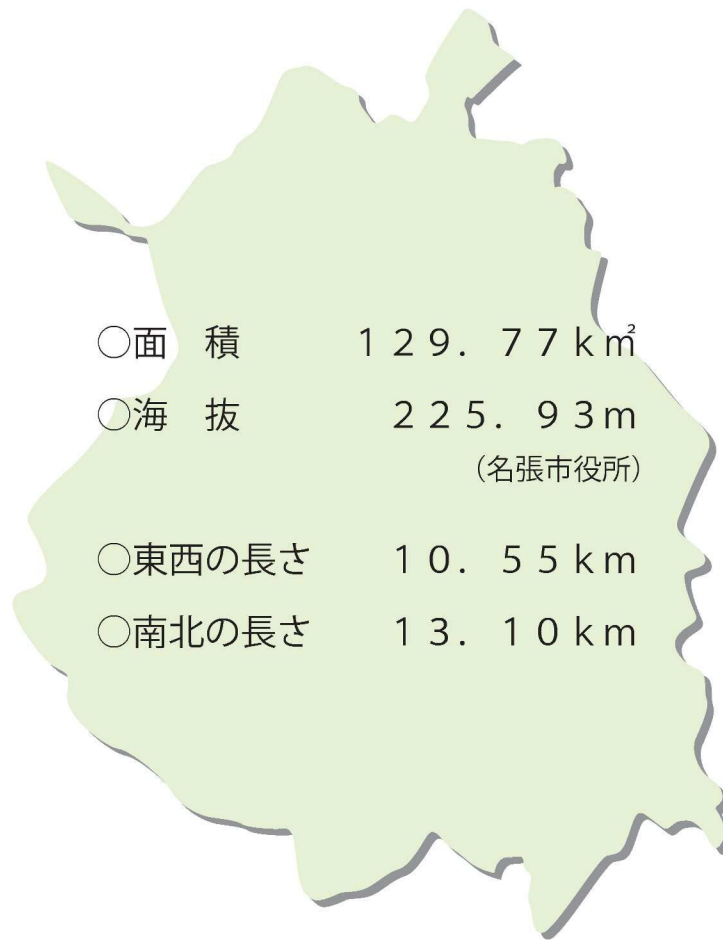 ○面　積　１２９．７７ｋ㎡
○海　抜　２２５．９３ｍ
（名張市役所）
○東西の長さ　１０．５５ｋｍ
○南北の長さ　１３．１０ｋｍ